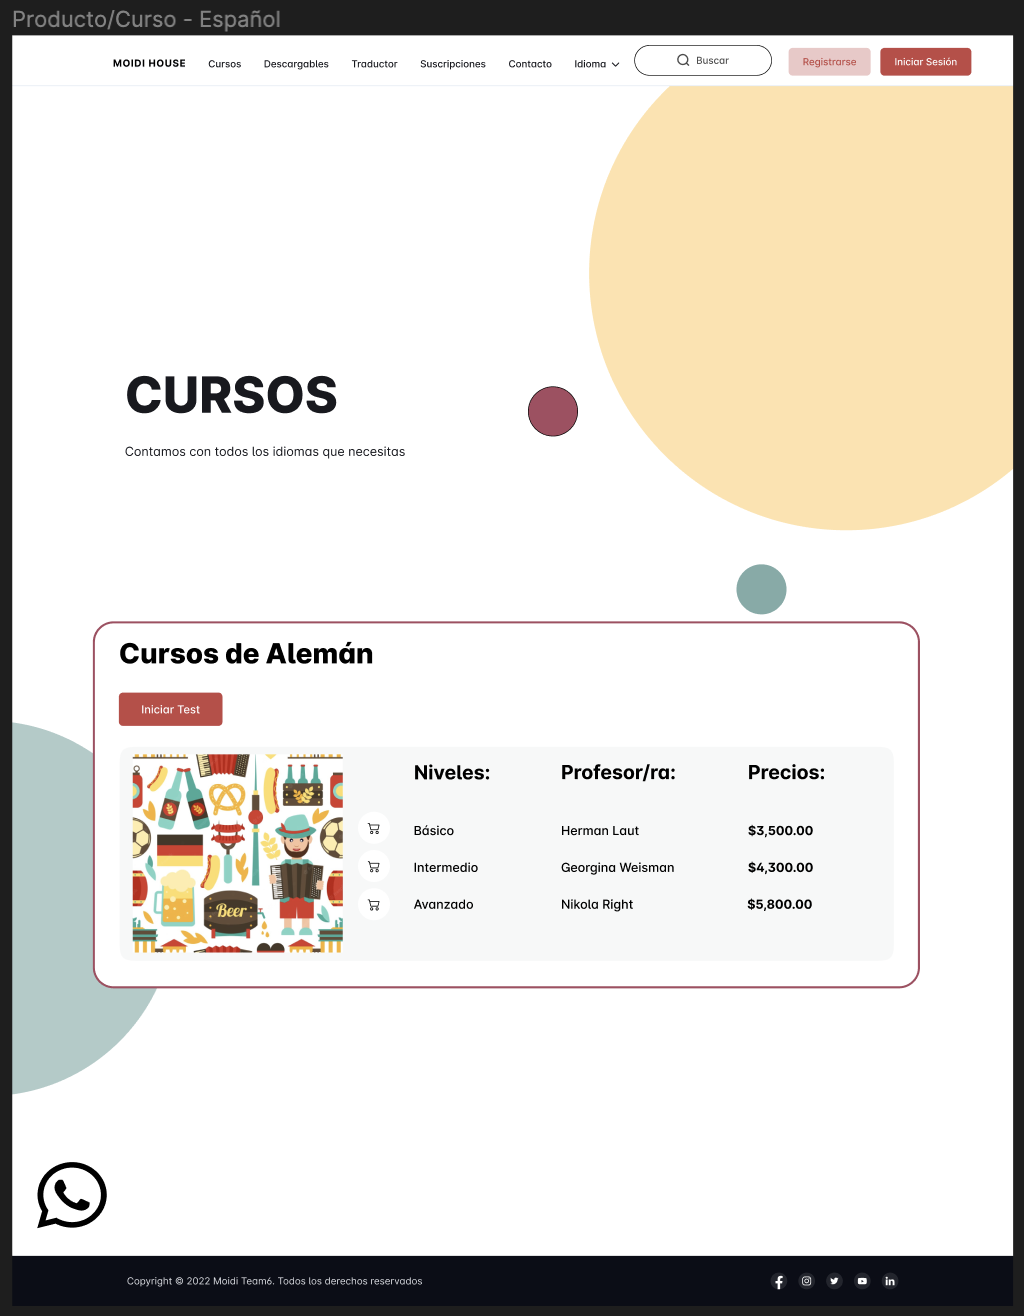 Producto/Curso - Español
MOIDI HOUSE Cursos Descargables Traductor Suscripciones Contacto Idioma Buscar Registrarse Iniciar Sesión
CURSOS
Contamos con todos los idiomas que necesitas
Cursos de Alemán
Iniciar Test
Beer
Niveles: Profesor/ra: Precios:
Básico Herman Laut $3,500.00
Intermedio Georgina Weisman $4,300.00
Avanzado Nikola Right $5,800.00
Copyright © 2022 Moidi Team6. Todos los derechos reservados